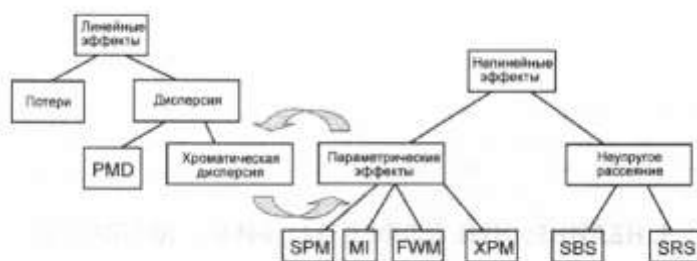 Линейные
эффекты
Потери
Дисперсия
PMD
Хроматическая
дисперсия
Нелинейные
эффекты
Параметрические
эффекты
Неупругое
рассеяние
SPM
MI
FWM
XPM
SBS
SRS